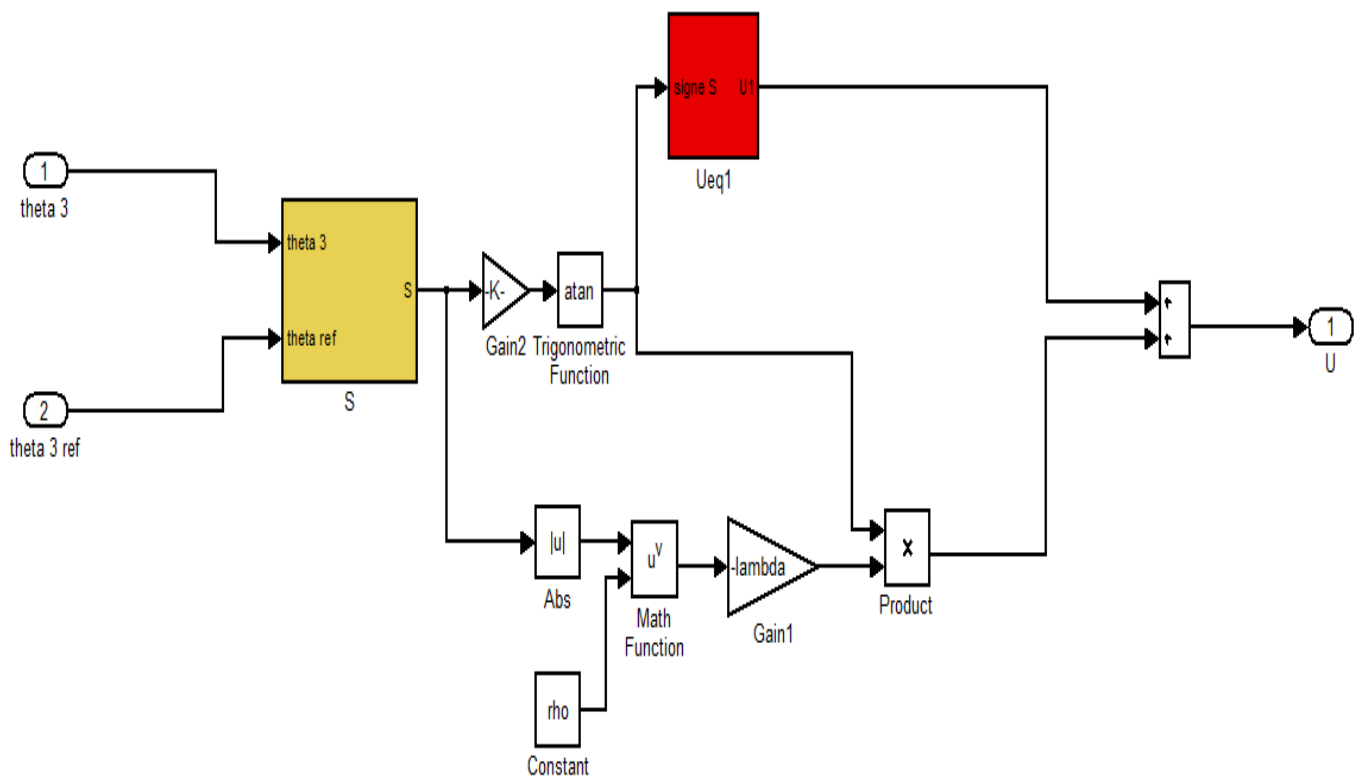 signe S U1
Ueq1
1
theta 3
theta 3
theta ref
S
S
2
theta 3 ref
-K-
Gain2
atan
Trigonometric
Function
1
U
|u|
Abs
u^v
Math
Function
-lambda
Gain1
×
Product
rho
Constant
+
+